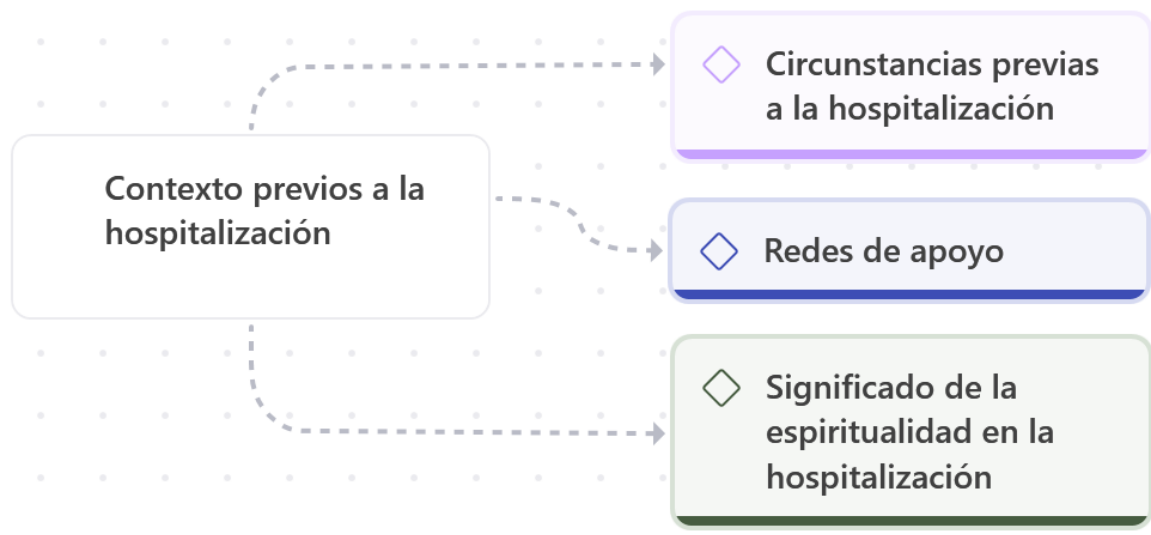 Circunstancias previas
a la hospitalización
Contexto previos a la
hospitalización
Redes de apoyo
Significado de la
espiritualidad en la
hospitalización